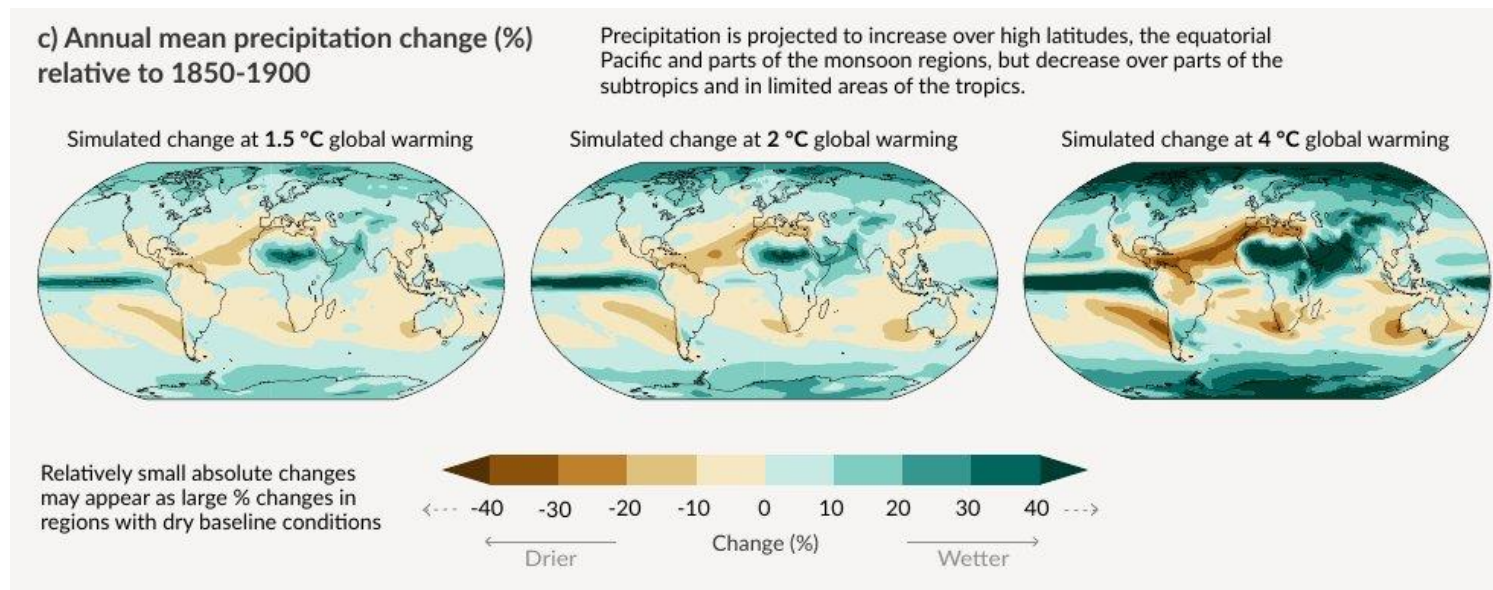 c) Annual mean precipitation change (%)
relative to 1850-1900
Precipitation is projected to increase over high latitudes, the equatorial
Pacific and parts of the monsoon regions, but decrease over parts of the
subtropics and in limited areas of the tropics.
Simulated change at 1.5 °C global warming
Simulated change at 2 °C global warming
Simulated change at 4 °C global warming
Relatively small absolute changes
may appear as large % changes in
regions with dry baseline conditions
-40 -30 -20 -10 0 10 20 30 40
Change (%)
Drier
Wetter